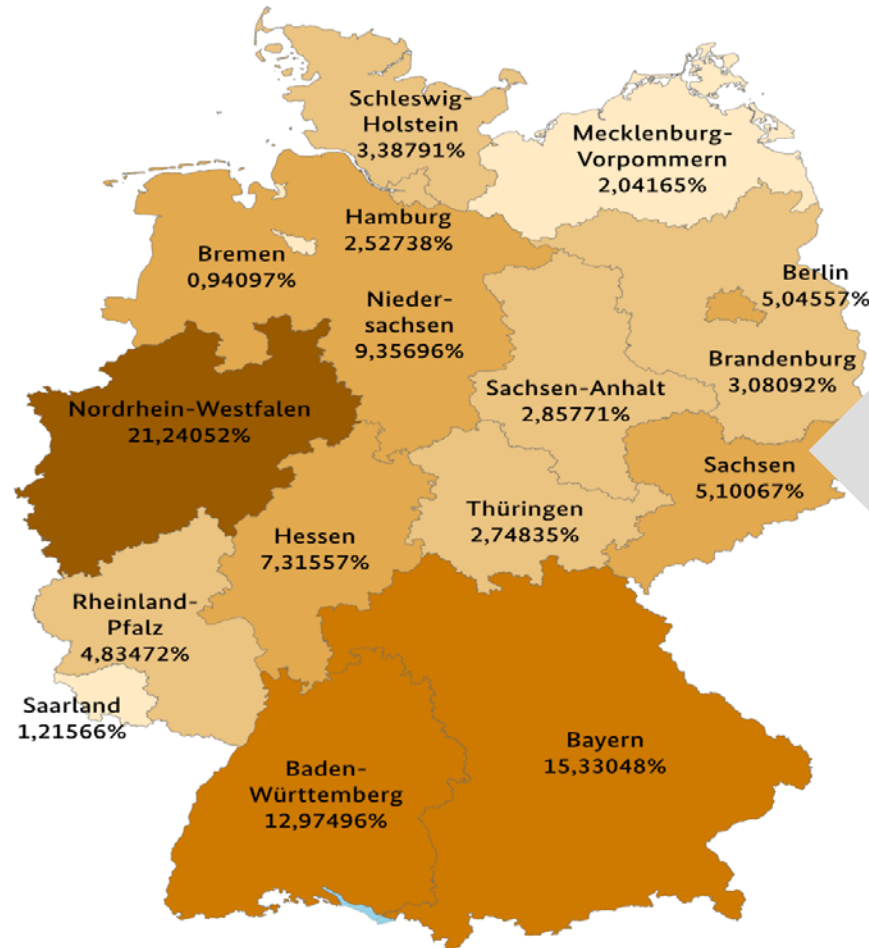 Schleswig-
Holstein
3,38791%
Mecklenburg-
Vorpommern
2,04165%
Hamburg
2,52738%
Bremen
0,94097%
Berlin
5,04557%
Nieder-
sachsen
9,35696%
Brandenburg
3,08092%
Sachsen-Anhalt
2,85771%
Nordrhein-Westfalen
21,24052%
Sachsen
5,10067%
Thüringen
2,74835%
Hessen
7,31557%
Rheinland-
Pfalz
4,83472%
Saarland
1,21566%
Bayern
15,33048%
Baden-
Württemberg
12,97496%